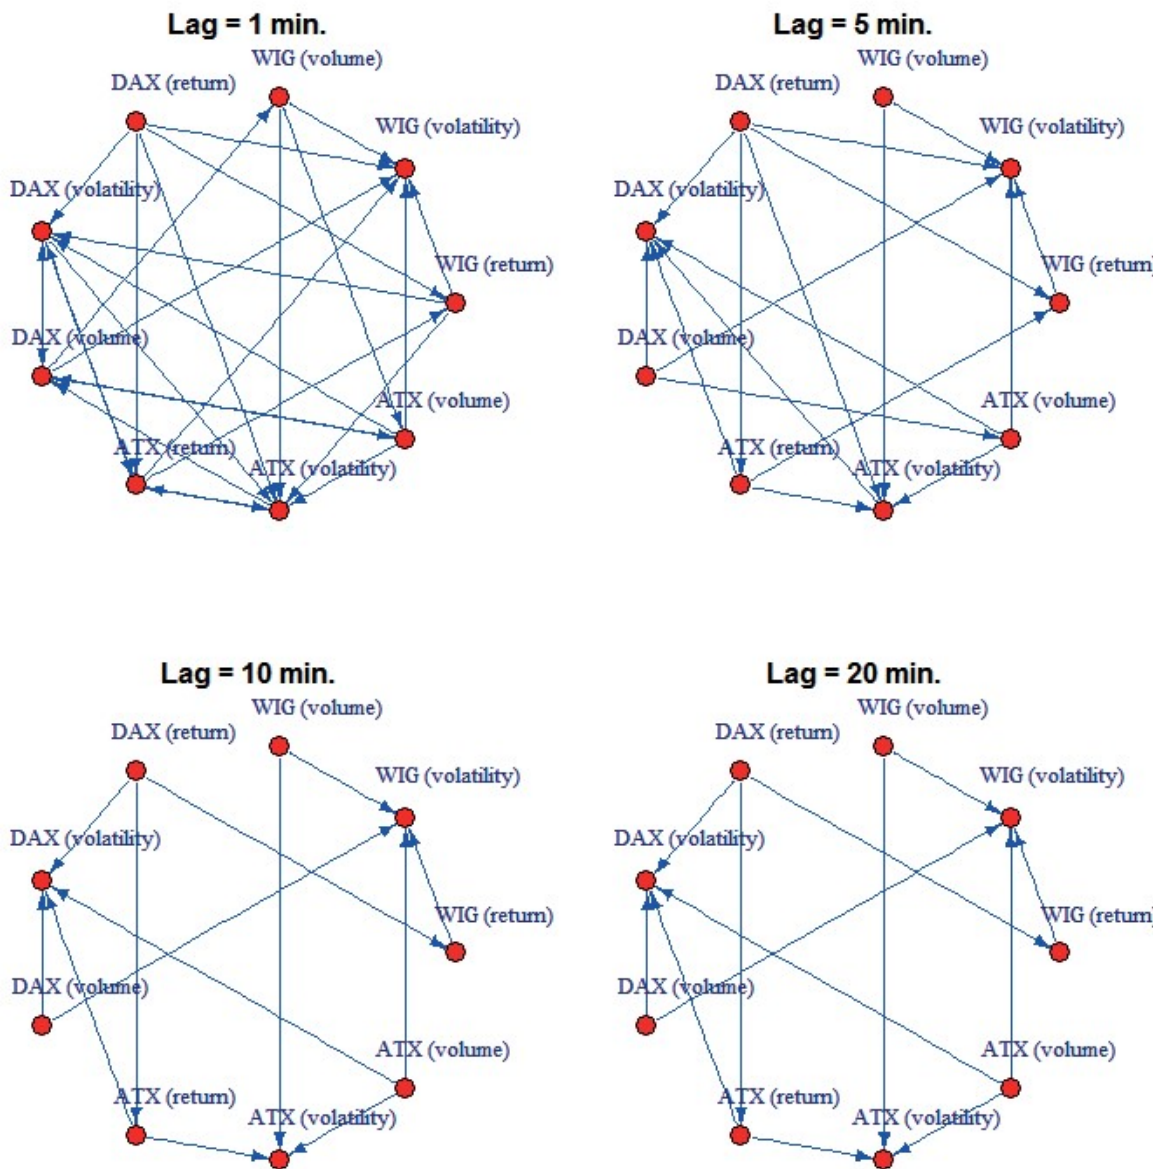 Lag = 1 min.
WIG (volume)
DAX (return)
WIG (volatility)
DAX (volatility)
WIG (return)
DAX (volume)
ATX (volume)
ATX (return)
ATX (volatility)
Lag = 5 min.
WIG (volume)
DAX (return)
WIG (volatility)
DAX (volatility)
WIG (return)
DAX (volume)
ATX (volume)
ATX (return)
ATX (volatility)
Lag = 10 min.
WIG (volume)
DAX (return)
WIG (volatility)
DAX (volatility)
WIG (return)
DAX (volume)
ATX (volume)
ATX (return)
ATX (volatility)
Lag = 20 min.
WIG (volume)
DAX (return)
WIG (volatility)
DAX (volatility)
WIG (return)
DAX (volume)
ATX (volume)
ATX (return)
ATX (volatility)